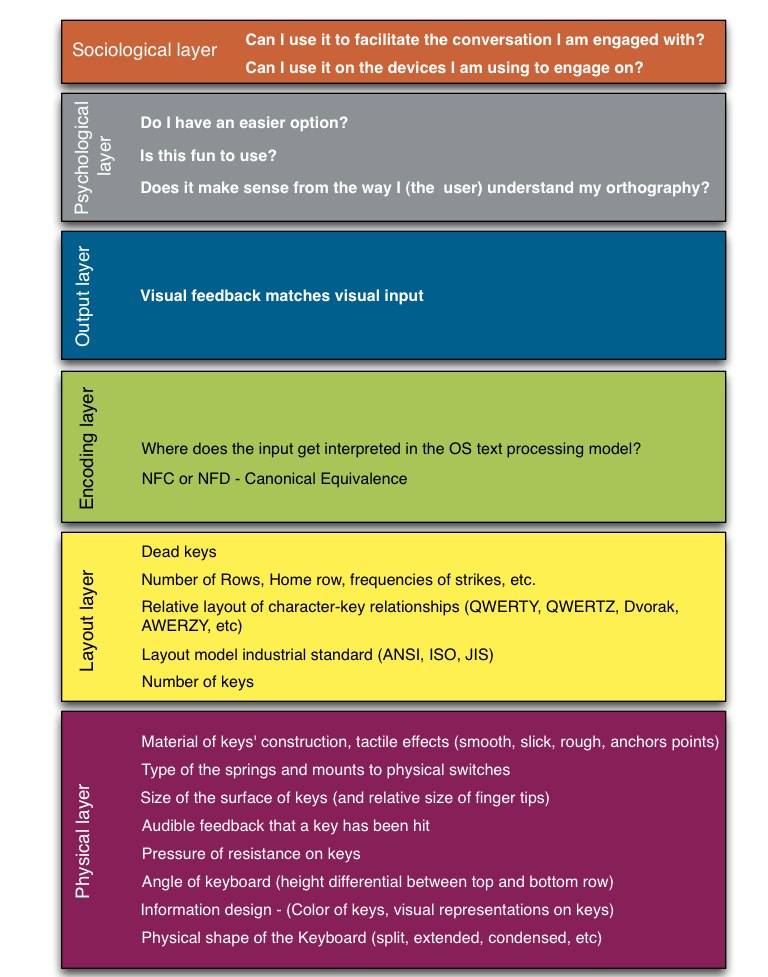 Sociological layer
Can I use it to facilitate the conversation I am engaged with?
Can I use it on the devices I am using to engage on?
Psychological
layer
Do I have an easier option?
Is this fun to use?
Does it make sense from the way I (the  user) understand my orthography?
Output layer
Visual feedback matches visual input
Encoding layer
Where does the input get interpreted in the OS text processing model?
NFC or NFD - Canonical Equivalence
Layout layer
Dead keys
Number of Rows, Home row, frequencies of strikes, etc.
Relative layout of character-key relationships (QWERTY, QWERTZ, Dvorak,
AWERZY, etc)
Layout model industrial standard (ANSI, ISO, JIS)
Number of keys
Physical layer
Material of keys' construction, tactile effects (smooth, slick, rough, anchors points)
Type of the springs and mounts to physical switches
Size of the surface of keys (and relative size of finger tips)
Audible feedback that a key has been hit
Pressure of resistance on keys
Angle of keyboard (height differential between top and bottom row)
Information design - (Color of keys, visual representations on keys)
Physical shape of the Keyboard (split, extended, condensed, etc)